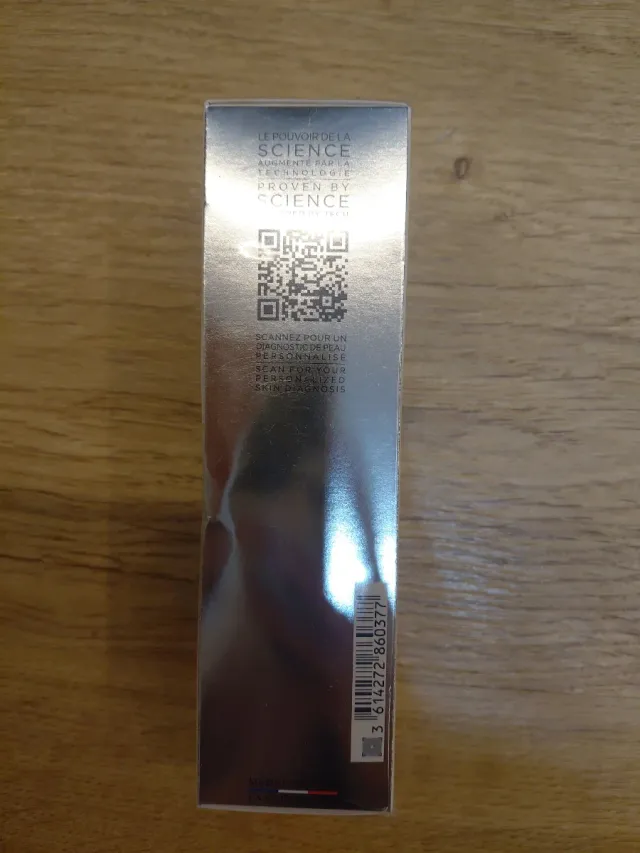 LE POUVOIR DE LA
SCIENCE
AUGMENTÉ PAR LA
TECHNOLOGIE
PROVEN BY
SCIENCE
SCANNEZ POUR UN
DIAGNOSTIC DE PEAU
PERSONNALISÉ
SCAN FOR YOUR
PERSONALIZED
SKIN DIAGNOSIS
3 614272 860377